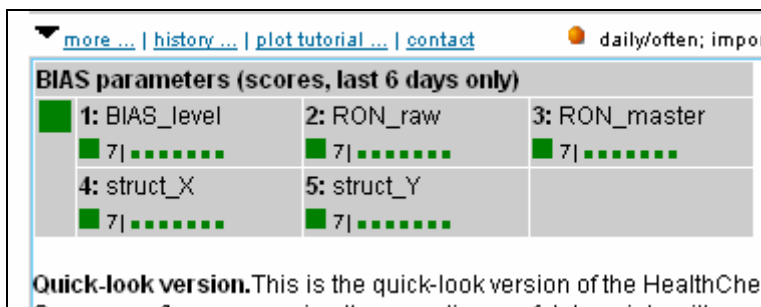 more ... | history ... | plot tutorial ... | contact daily/often; impo
BIAS parameters (scores, last 6 days only)
1: BIAS_level 2: RON_raw 3: RON_master
7| 7| 7|
4: struct_X 5: struct_Y
7| 7|
Quick-look version.This is the quick-look version of the HealthChe